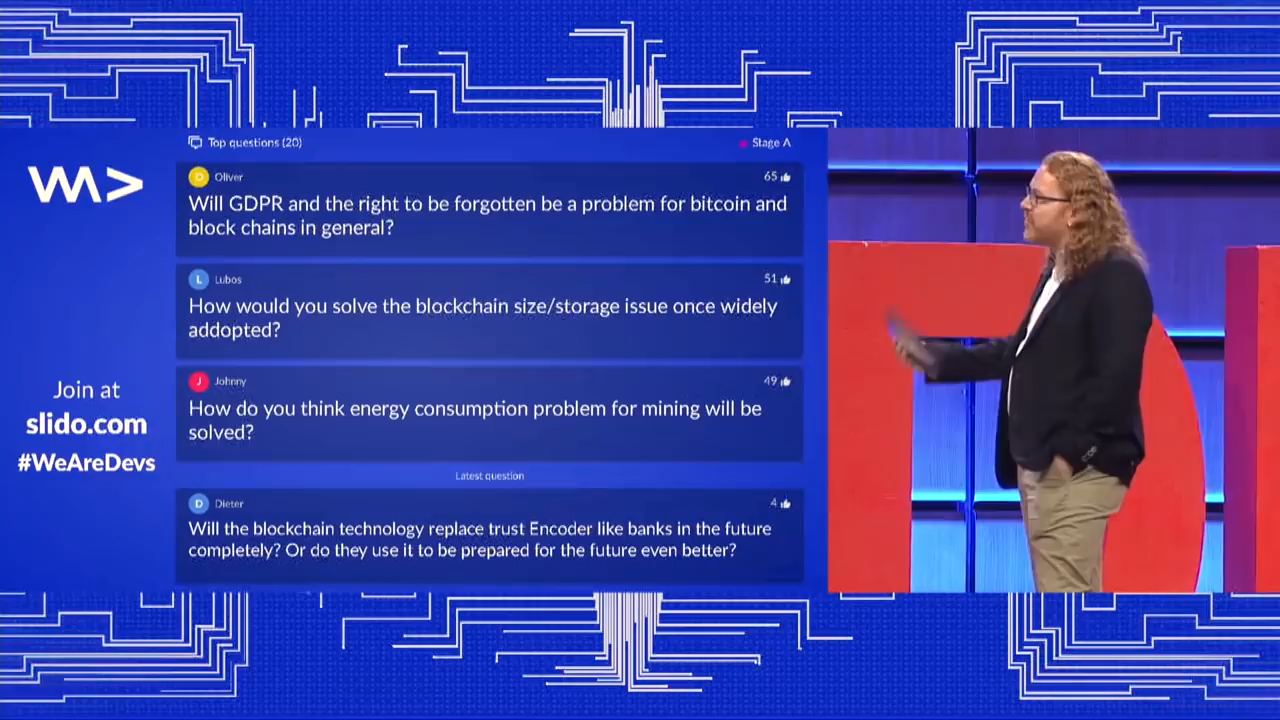 Top questions (20)
Stage A
WA>
O
Oliver
65
Will GDPR and the right to be forgotten be a problem for bitcoin and
block chains in general?
L
Lubos
51
How would you solve the blockchain size/storage issue once widely
addopted?
J
Johnny
49
How do you think energy consumption problem for mining will be
solved?
Join at
slido.com
#WeAreDevs
Latest question
D
Dieter
4
Will the blockchain technology replace trust Encoder like banks in the future
completely? Or do they use it to be prepared for the future even better?